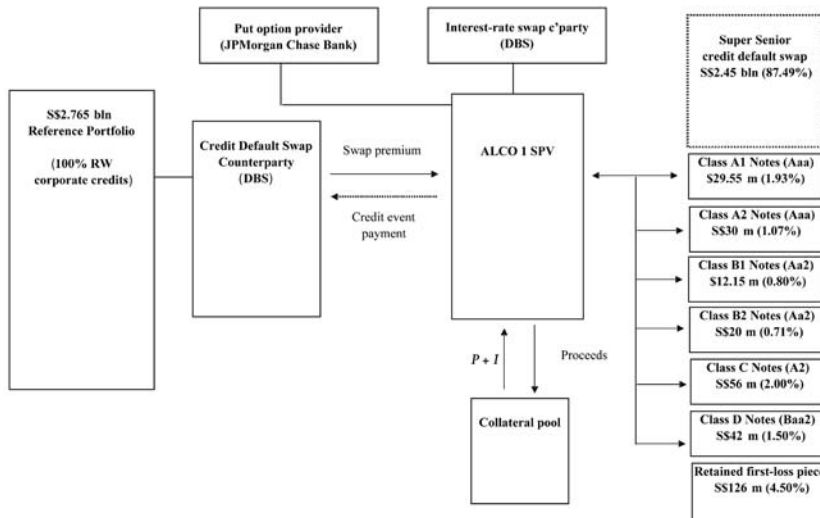 Put option provider
(JPMorgan Chase Bank)
Interest-rate swap c'party
(DBS)
Super Senior
credit default swap
S$2.45 bln (87.49%)
S$2.765 bln
Reference Portfolio
(100% RW
corporate credits)
Credit Default Swap
Counterparty
(DBS)
Swap premium
Credit event
payment
ALCO 1 SPV
Class A1 Notes (Aaa)
S$29.55 m (1.93%)
Class A2 Notes (Aaa)
S$30 m (1.07%)
Class B1 Notes (Aa2)
S$12.15 m (0.80%)
Class B2 Notes (Aa2)
S$20 m (0.71%)
Class C Notes (A2)
S$56 m (2.00%)
Class D Notes (Baa2)
S$42 m (1.50%)
Retained first-loss piece
S$126 m (4.50%)
P + I
Proceeds
Collateral pool